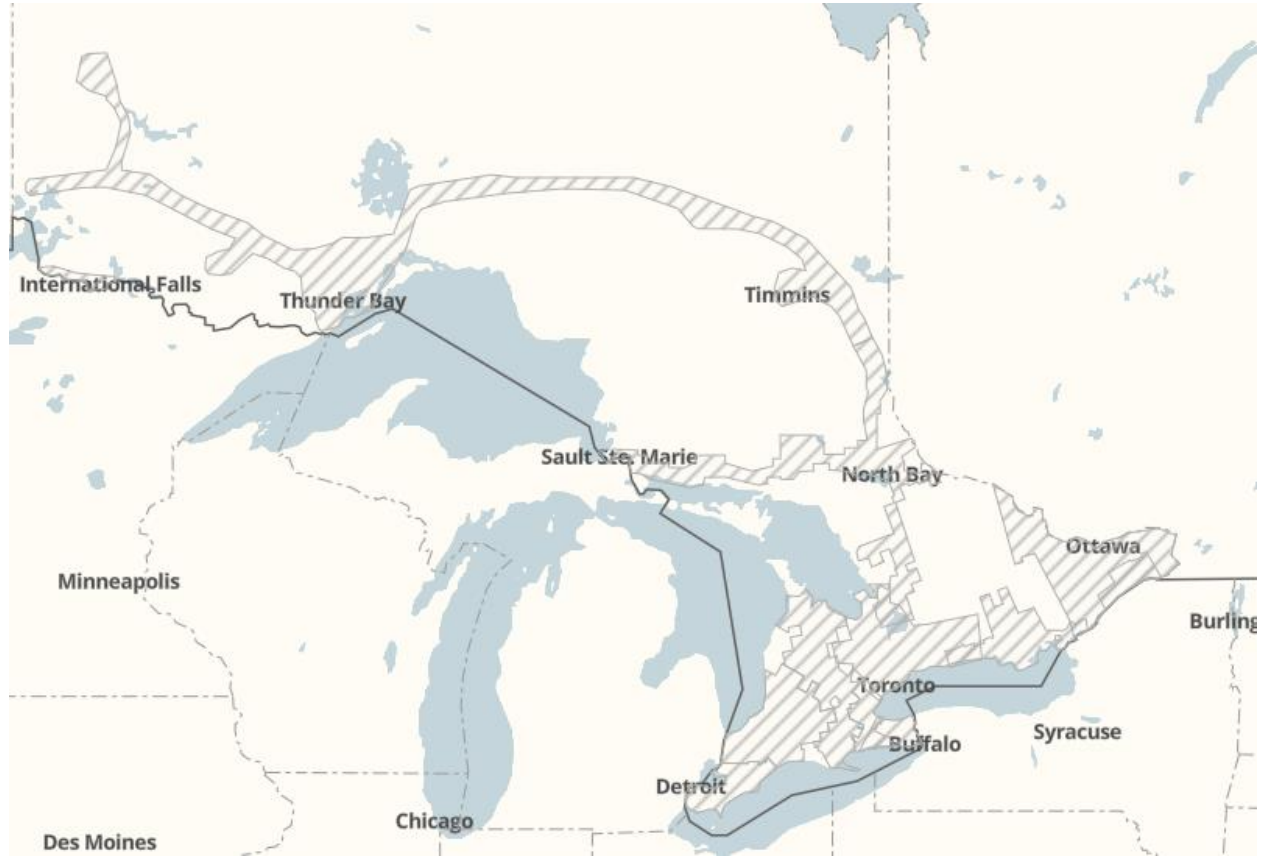 International Falls
Thunder Bay
Timmins
Sault Ste. Marie
North Bay
Ottawa
Minneapolis
Burling
Toronto
Syracuse
Buffalo
Detroit
Chicago
Des Moines